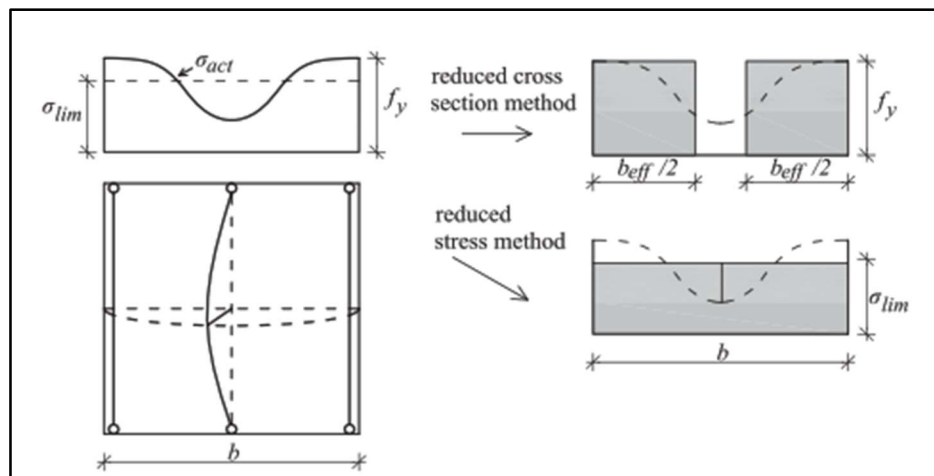 σact
σlim
fy
reduced cross
section method
fy
beff /2
beff /2
reduced
stress method
σlim
b
b